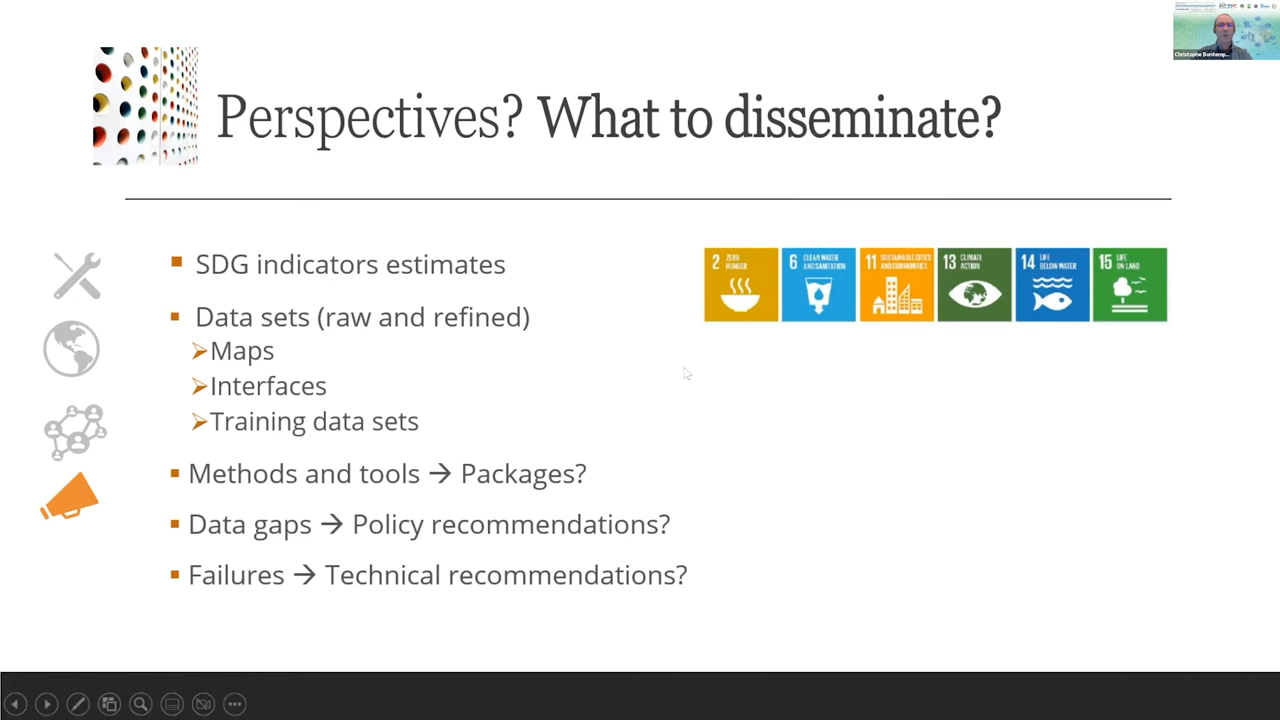 Christophe Bontemp...
Perspectives? What to disseminate?
SDG indicators estimates
Data sets (raw and refined)
Maps
Interfaces
Training data sets
Methods and tools → Packages?
Data gaps → Policy recommendations?
Failures → Technical recommendations?
2 ZERO
HUNGER
6 CLEAN WATER
AND SANITATION
11 SUSTAINABLE CITIES
AND COMMUNITIES
13 CLIMATE
ACTION
14 LIFE
BELOW WATER
15 LIFE
ON LAND